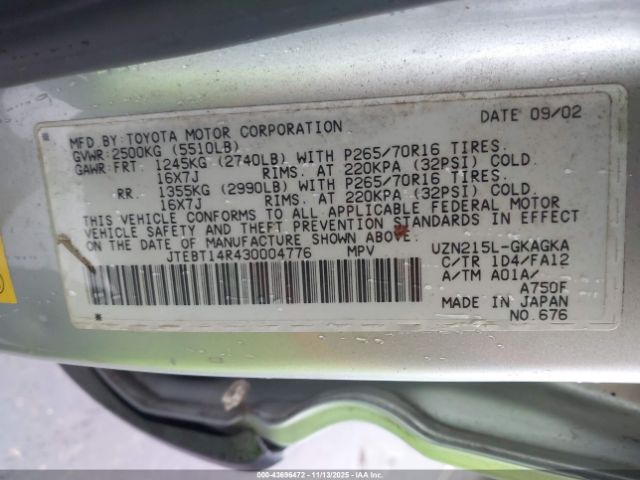 DATE 09/02
MFD.BY:TOYOTA MOTOR CORPORATION
GVWR:2500KG (5510LB)
GAWR:FRT. 1245KG (2740LB) WITH P265/70R16 TIRES.
16X7J RIMS. AT 220KPA (32PSI) COLD.
RR. 1355KG (2990LB) WITH P265/70R16 TIRES.
16X7J RIMS. AT 220KPA (32PSI) COLD.
THIS VEHICLE CONFORMS TO ALL APPLICABLE FEDERAL MOTOR
VEHICLE SAFETY AND THEFT PREVENTION STANDARDS IN EFFECT
ON THE DATE OF MANUFACTURE SHOWN ABOVE.
JTEBT14R430004776 MPV
UZN215L-GKAGKA
C/TR 1D4/FA12
A/TM A01A/
A750F
MADE IN JAPAN
NO.676
000-43696472 - 11/13/2025 -